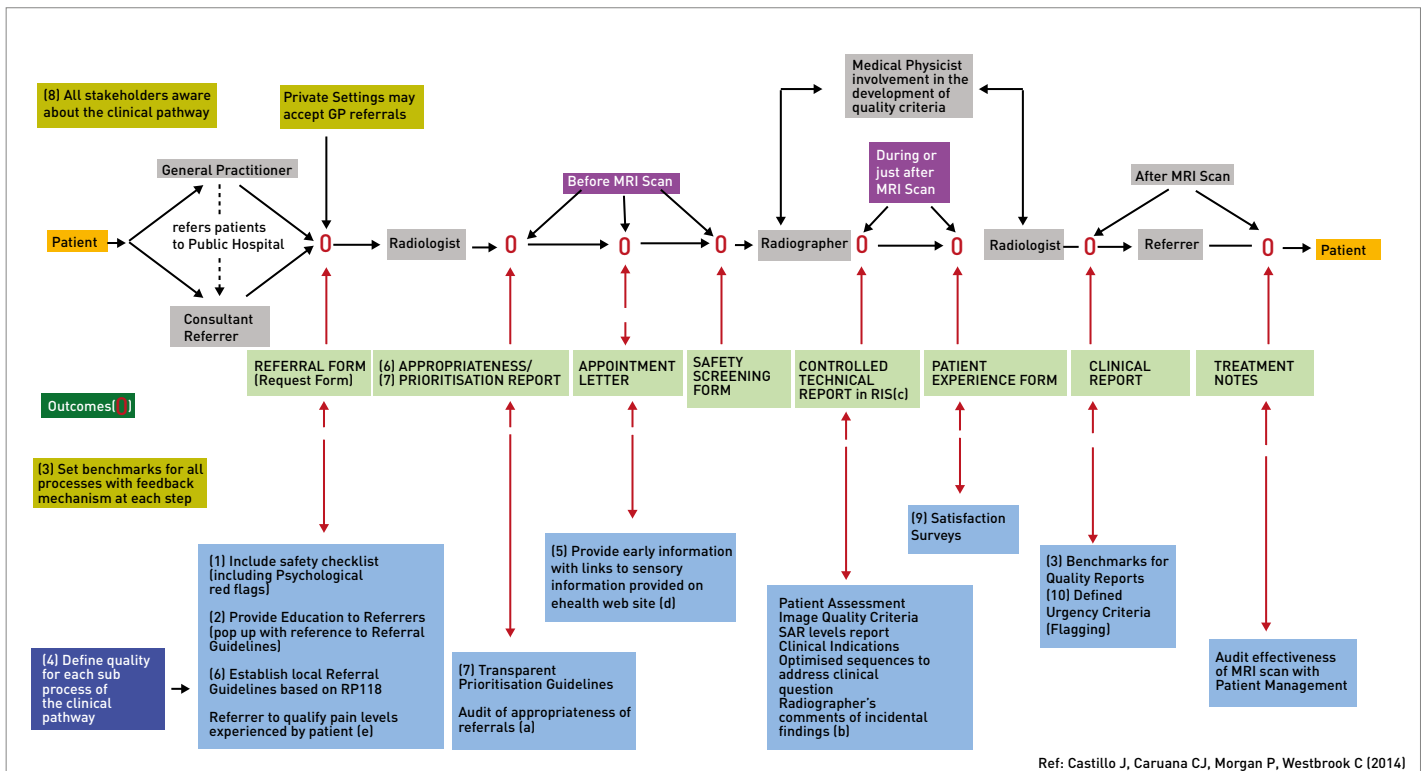 (8) All stakeholders aware
about the clinical pathway
Private Settings may
accept GP referrals
Medical Physicist
involvement in the
development of
quality criteria
General Practitioner
refers patients
to Public Hospital
Consultant
Referrer
Patient
0
Radiologist
0
Before MRI Scan
0
0
Radiographer
During or
just after
MRI Scan
0
0
Radiologist
After MRI Scan
0
Referrer
0
Patient
REFERRAL FORM
(Request Form)
(6) APPROPRIATENESS/
(7) PRIORITISATION REPORT
APPOINTMENT
LETTER
SAFETY
SCREENING
FORM
CONTROLLED
TECHNICAL
REPORT in RIS(c)
PATIENT
EXPERIENCE FORM
CLINICAL
REPORT
TREATMENT
NOTES
Outcomes(0)
(3) Set benchmarks for all
processes with feedback
mechanism at each step
(4) Define quality
for each sub
process of
the clinical
pathway
(1) Include safety checklist
(including Psychological
red flags)
(2) Provide Education to Referrers
(pop up with reference to Referral
Guidelines)
(6) Establish local Referral
Guidelines based on RP118
Referrer to qualify pain levels
experienced by patient (e)
(7) Transparent
Prioritisation Guidelines
Audit of appropriateness of
referrals (a)
(5) Provide early information
with links to sensory
information provided on
ehealth web site (d)
Patient Assessment
Image Quality Criteria
SAR levels report
Clinical Indications
Optimised sequences to
address clinical
question
Radiographer's
comments of incidental
findings (b)
(9) Satisfaction
Surveys
(3) Benchmarks for
Quality Reports
(10) Defined
Urgency Criteria
(Flagging)
Audit effectiveness
of MRI scan with
Patient Management
Ref: Castillo J, Caruana CJ, Morgan P, Westbrook C (2014)